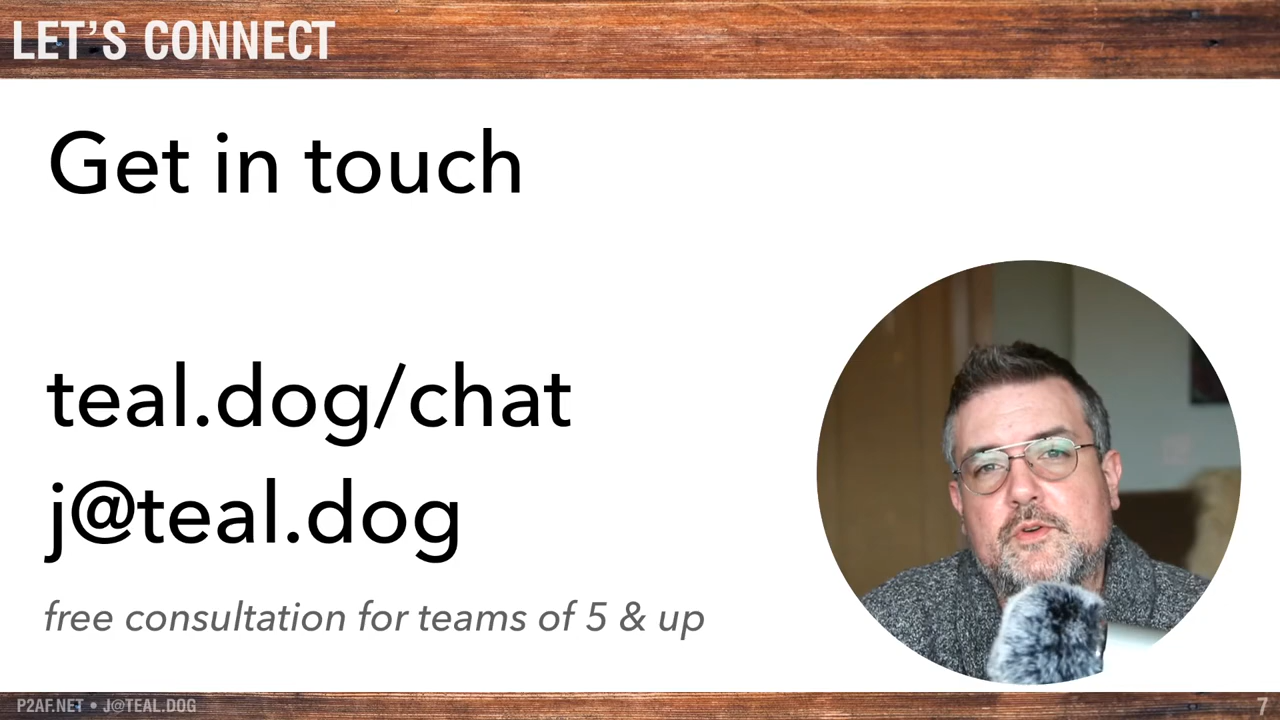 LET'S CONNECT
Get in touch
teal.dog/chat
j@teal.dog
free consultation for teams of 5 & up
P2AF.NET • J@TEAL.DOG
7